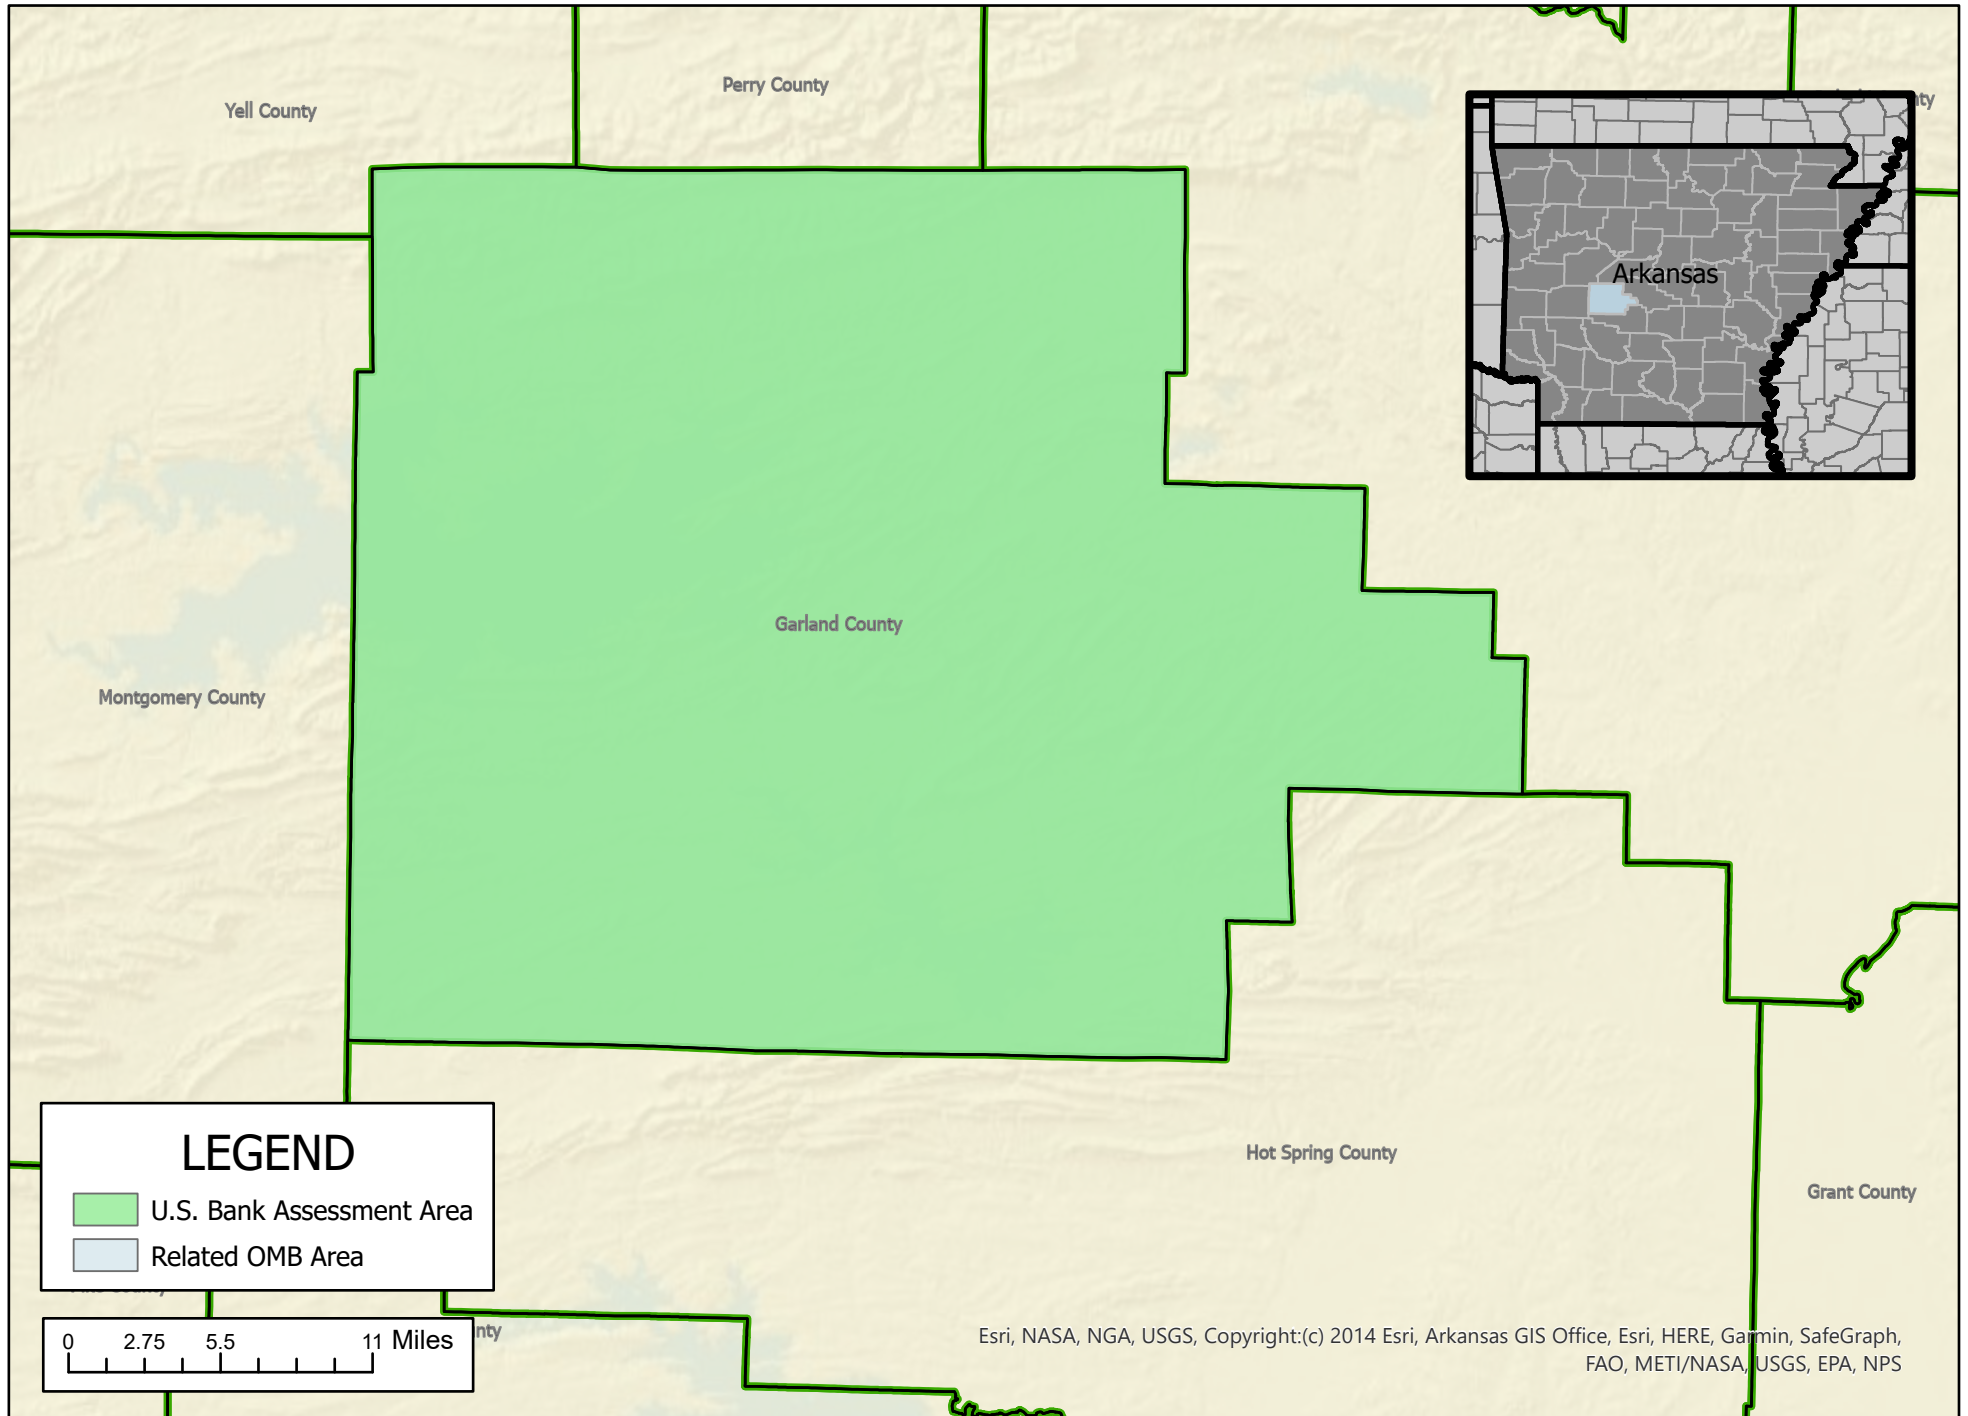 Perry County
Yell County
Arkansas
Garland County
Montgomery County
Hot Spring County
Grant County
LEGEND
U.S. Bank Assessment Area
Related OMB Area
0 2.75 5.5 11 Miles
Esri, NASA, NGA, USGS, Copyright:(c) 2014 Esri, Arkansas GIS Office, Esri, HERE, Garmin, SafeGraph,
FAO, METI/NASA, USGS, EPA, NPS